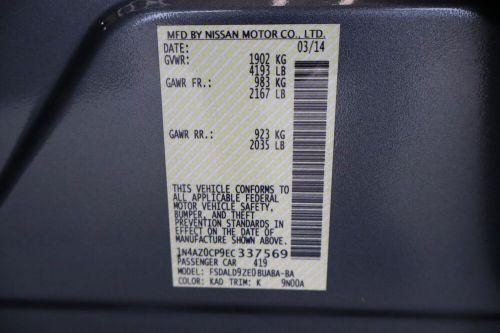 MFD BY NISSAN MOTOR CO., LTD.
DATE: 03/14
GVWR: 1902 KG
4193 LB
GAWR FR.: 983 KG
2167 LB
GAWR RR.: 923 KG
2035 LB
THIS VEHICLE CONFORMS TO
ALL APPLICABLE FEDERAL
MOTOR VEHICLE SAFETY,
BUMPER, AND THEFT
PREVENTION STANDARDS IN
EFFECT ON THE DATE OF
MANUFACTURE SHOWN ABOVE.
1N4AZ0CP9EC337569
PASSENGER CAR 419
MODEL: FSDALD9ZE0BUABA-BA
COLOR: KAD TRIM: K 9N00A